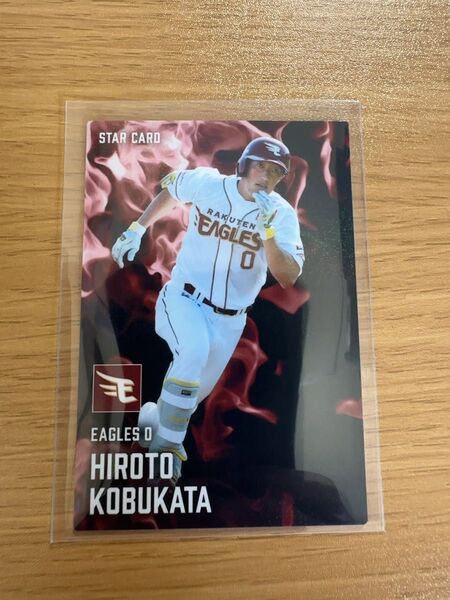 STAR CARD
RAKUTEN
EAGLES
0
EAGLES 0
HIROTO
KOBUKATA